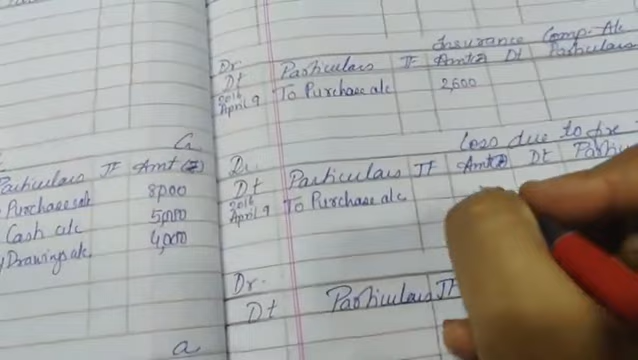 Cr
Particulars JF Amt(₹)
Purchase a/c 8,000
Cash a/c 5,000
Drawings a/c 4,000
Cr
Insurance Comp. A/c
Dr.
Dt Particulars JF Amt(₹) Dt Particulars
2016
April 9 To Purchase a/c 2,600
Loss due to fire
Dr.
Dt Particulars JF Amt(₹) Dt Particu
2016
April 9 To Purchase a/c
Dr.
Dt Particulars JF